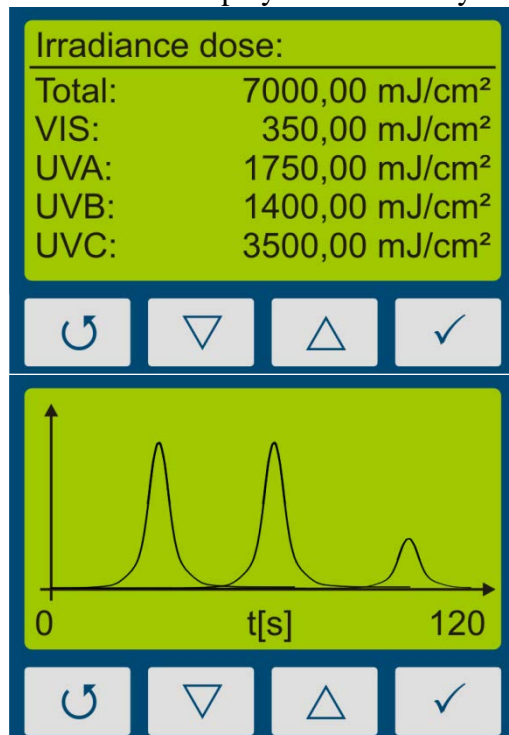 Irradiance dose:
Total: 7000,00 mJ/cm²
VIS: 350,00 mJ/cm²
UVA: 1750,00 mJ/cm²
UVB: 1400,00 mJ/cm²
UVC: 3500,00 mJ/cm²
0 t[s] 120